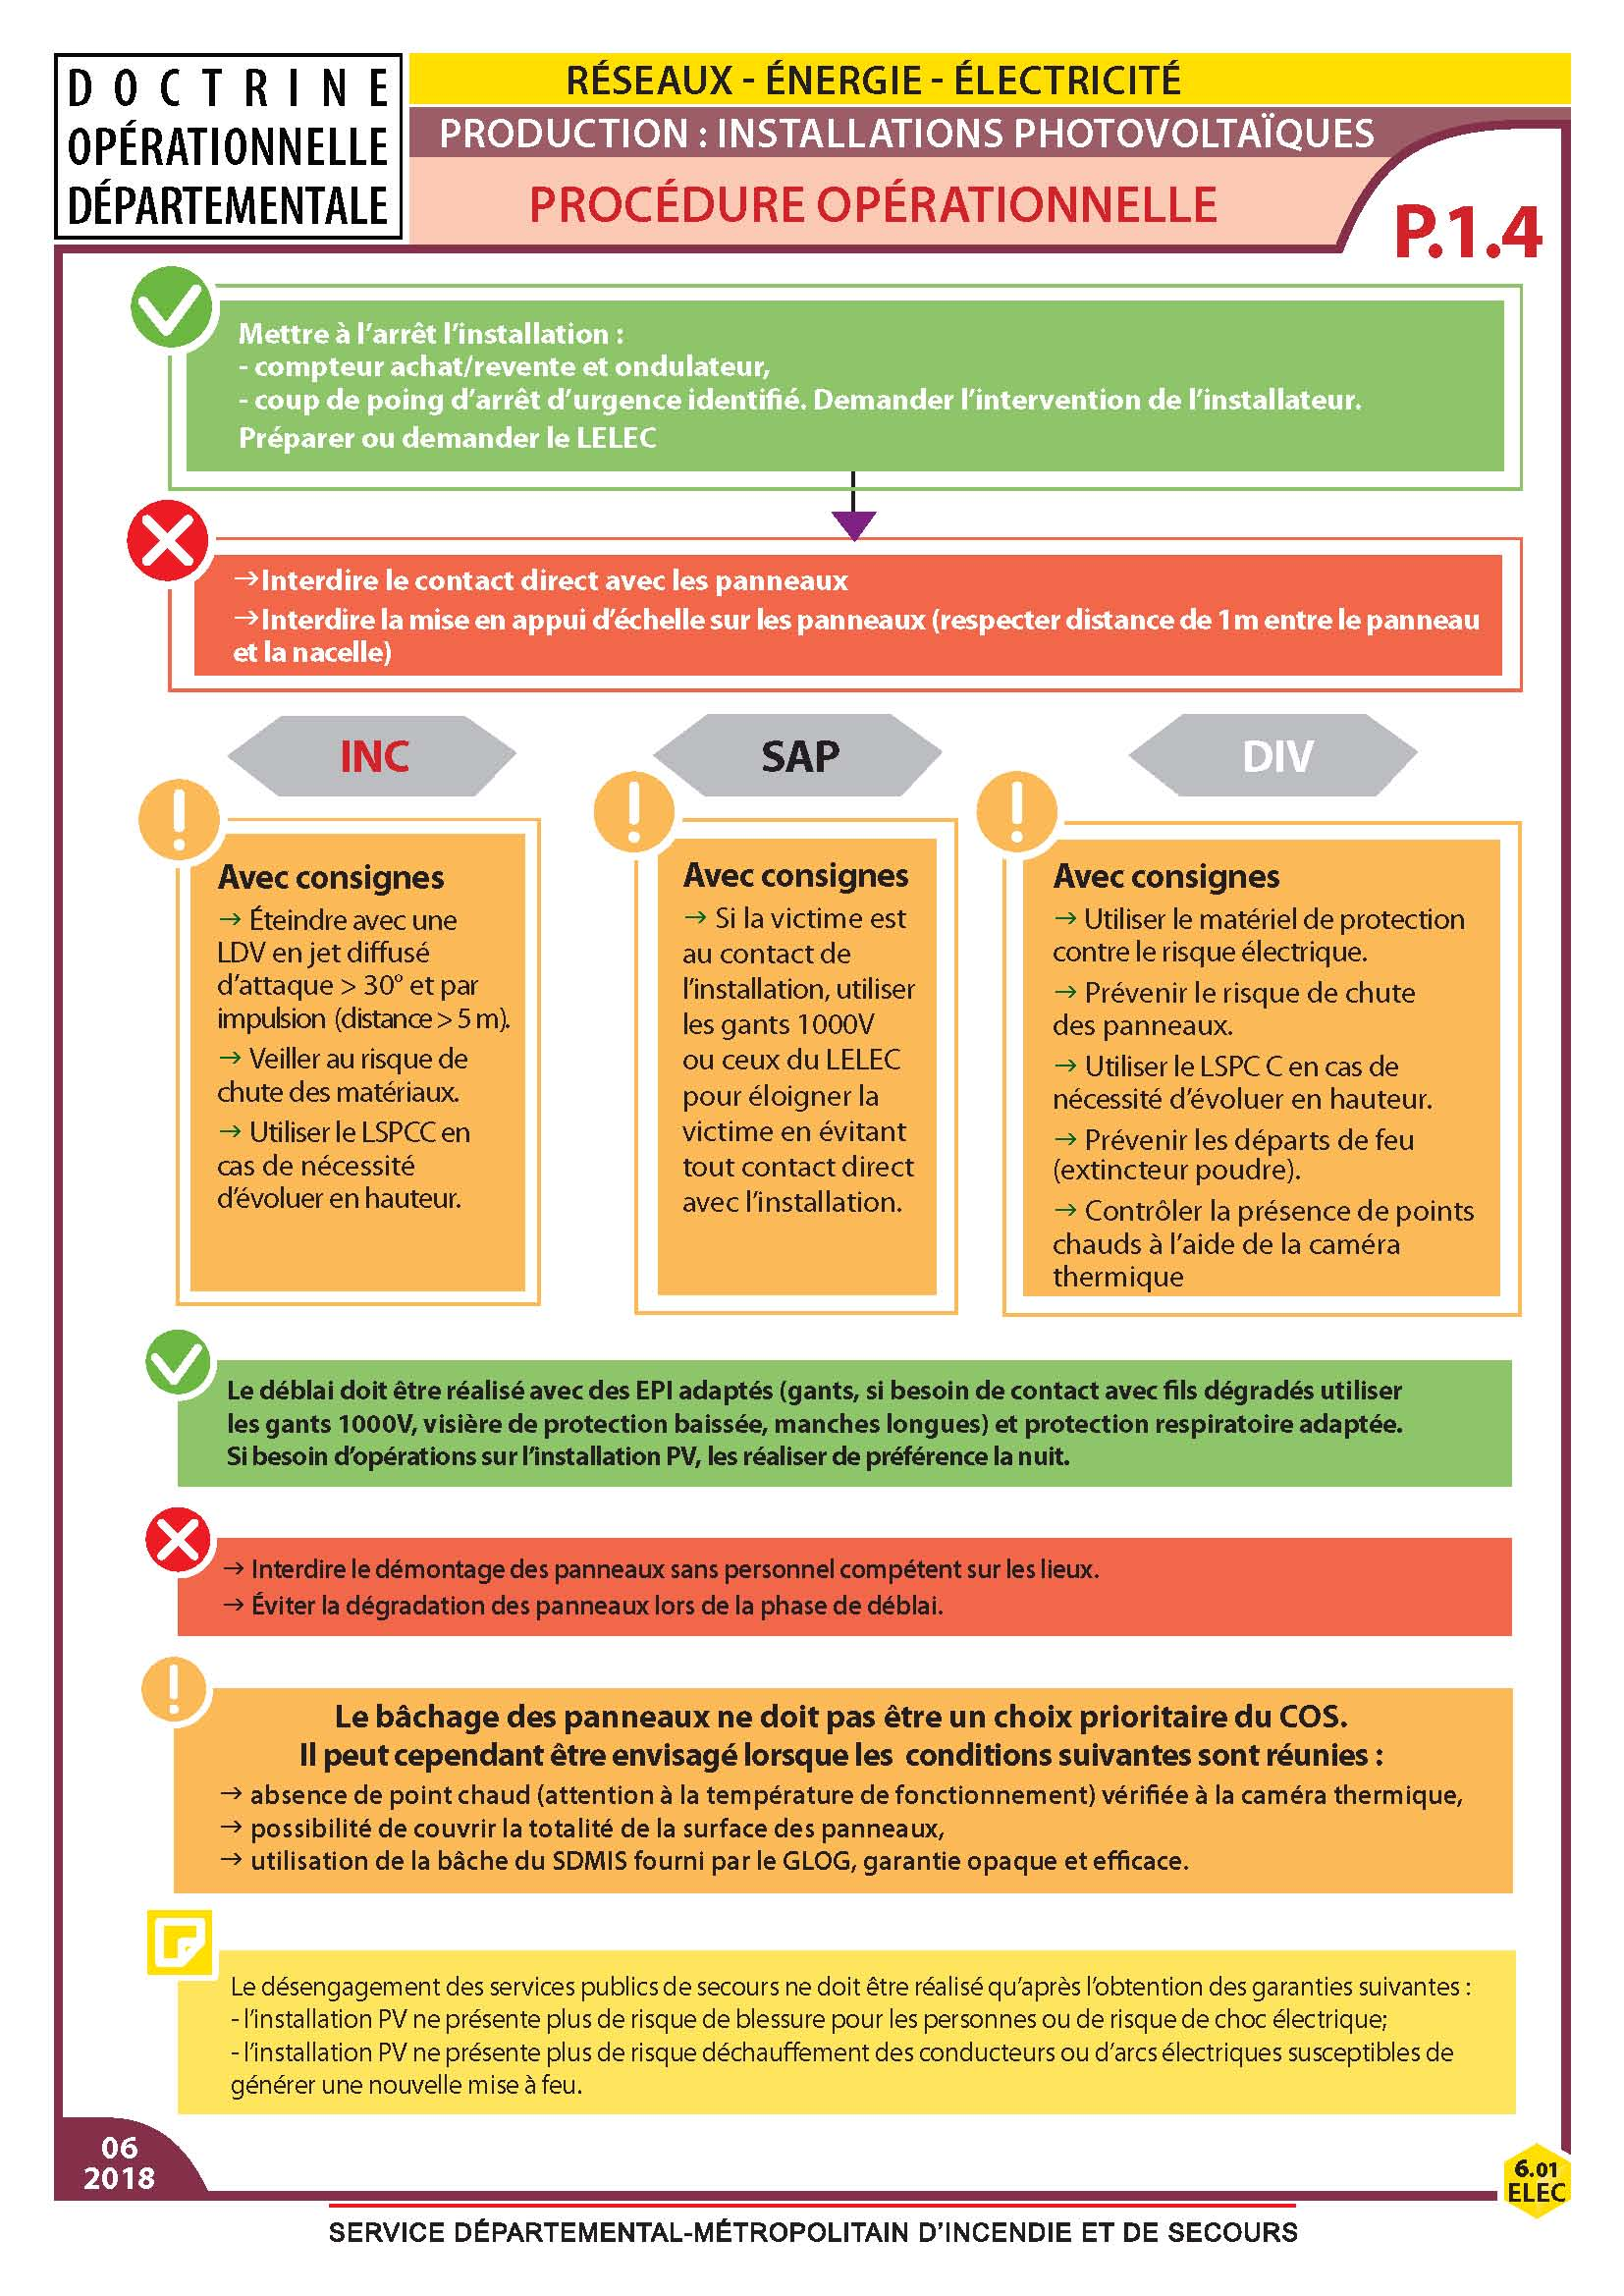 DOCTRINE
OPÉRATIONNELLE
DÉPARTEMENTALE
RÉSEAUX - ÉNERGIE - ÉLECTRICITÉ
PRODUCTION : INSTALLATIONS PHOTOVOLTAÏQUES
PROCÉDURE OPÉRATIONNELLE
P.1.4
Mettre à l’arrêt l’installation :
- compteur achat/revente et ondulateur,
- coup de poing d’arrêt d’urgence identifié. Demander l’intervention de l’installateur.
Préparer ou demander le LELEC
→Interdire le contact direct avec les panneaux
→Interdire la mise en appui d’échelle sur les panneaux (respecter distance de 1m entre le panneau
et la nacelle)
INC
Avec consignes
→ Éteindre avec une
LDV en jet diffusé
d’attaque > 30° et par
impulsion (distance > 5 m).
→ Veiller au risque de
chute des matériaux.
→ Utiliser le LSPCC en
cas de nécessité
d’évoluer en hauteur.
SAP
Avec consignes
→ Si la victime est
au contact de
l’installation, utiliser
les gants 1000V
ou ceux du LELEC
pour éloigner la
victime en évitant
tout contact direct
avec l’installation.
DIV
Avec consignes
→ Utiliser le matériel de protection
contre le risque électrique.
→ Prévenir le risque de chute
des panneaux.
→ Utiliser le LSPC C en cas de
nécessité d’évoluer en hauteur.
→ Prévenir les départs de feu
(extincteur poudre).
→ Contrôler la présence de points
chauds à l’aide de la caméra
thermique
Le déblai doit être réalisé avec des EPI adaptés (gants, si besoin de contact avec fils dégradés utiliser
les gants 1000V, visière de protection baissée, manches longues) et protection respiratoire adaptée.
Si besoin d’opérations sur l’installation PV, les réaliser de préférence la nuit.
→ Interdire le démontage des panneaux sans personnel compétent sur les lieux.
→ Éviter la dégradation des panneaux lors de la phase de déblai.
Le bâchage des panneaux ne doit pas être un choix prioritaire du COS.
Il peut cependant être envisagé lorsque les conditions suivantes sont réunies :
→ absence de point chaud (attention à la température de fonctionnement) vérifiée à la caméra thermique,
→ possibilité de couvrir la totalité de la surface des panneaux,
→ utilisation de la bâche du SDMIS fourni par le GLOG, garantie opaque et efficace.
Le désengagement des services publics de secours ne doit être réalisé qu’après l’obtention des garanties suivantes :
- l’installation PV ne présente plus de risque de blessure pour les personnes ou de risque de choc électrique;
- l’installation PV ne présente plus de risque déchauffement des conducteurs ou d’arcs électriques susceptibles de
générer une nouvelle mise à feu.
06
2018
6.01
ELEC
SERVICE DÉPARTEMENTAL-MÉTROPOLITAIN D’INCENDIE ET DE SECOURS